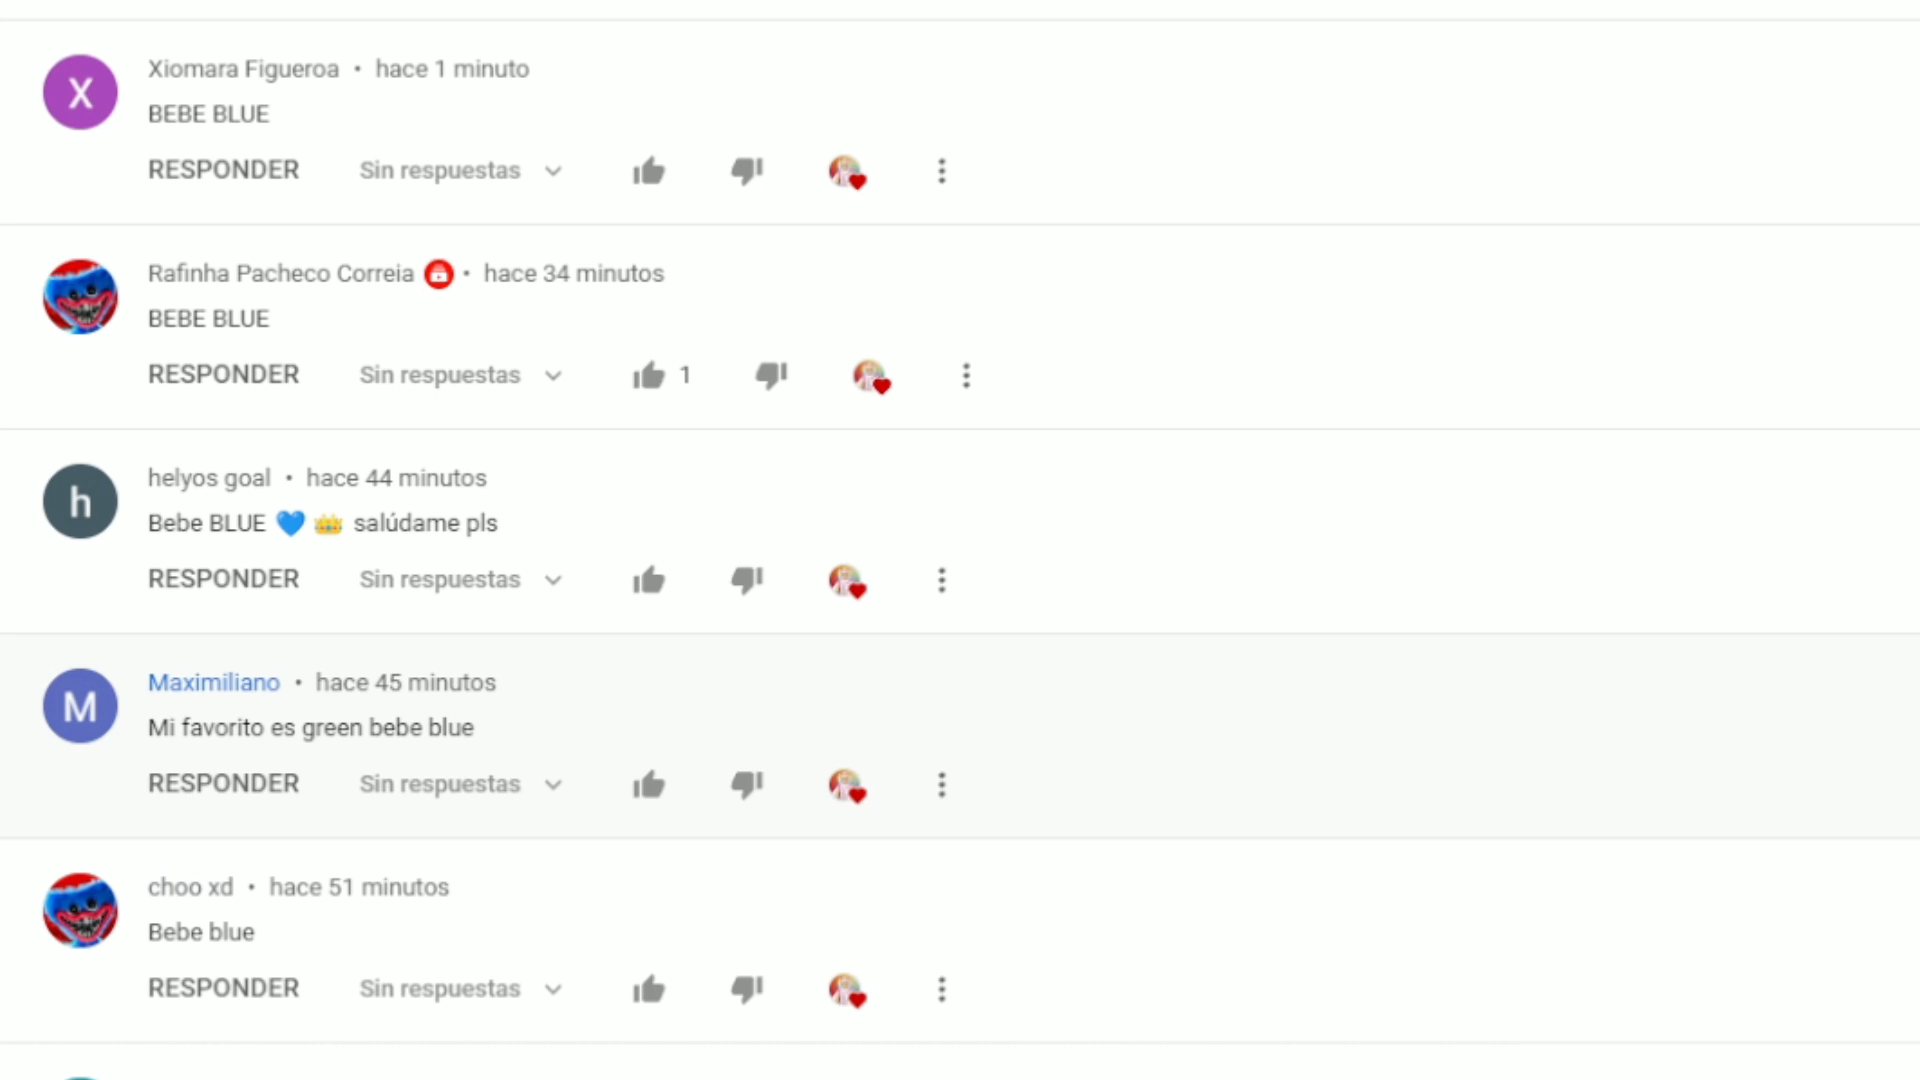 X
Xiomara Figueroa • hace 1 minuto
BEBE BLUE
RESPONDER Sin respuestas
Rafinha Pacheco Correia • hace 34 minutos
BEBE BLUE
RESPONDER Sin respuestas 1
h
helyos goal • hace 44 minutos
Bebe BLUE 💙 👑 salúdame pls
RESPONDER Sin respuestas
M
Maximiliano • hace 45 minutos
Mi favorito es green bebe blue
RESPONDER Sin respuestas
choo xd • hace 51 minutos
Bebe blue
RESPONDER Sin respuestas